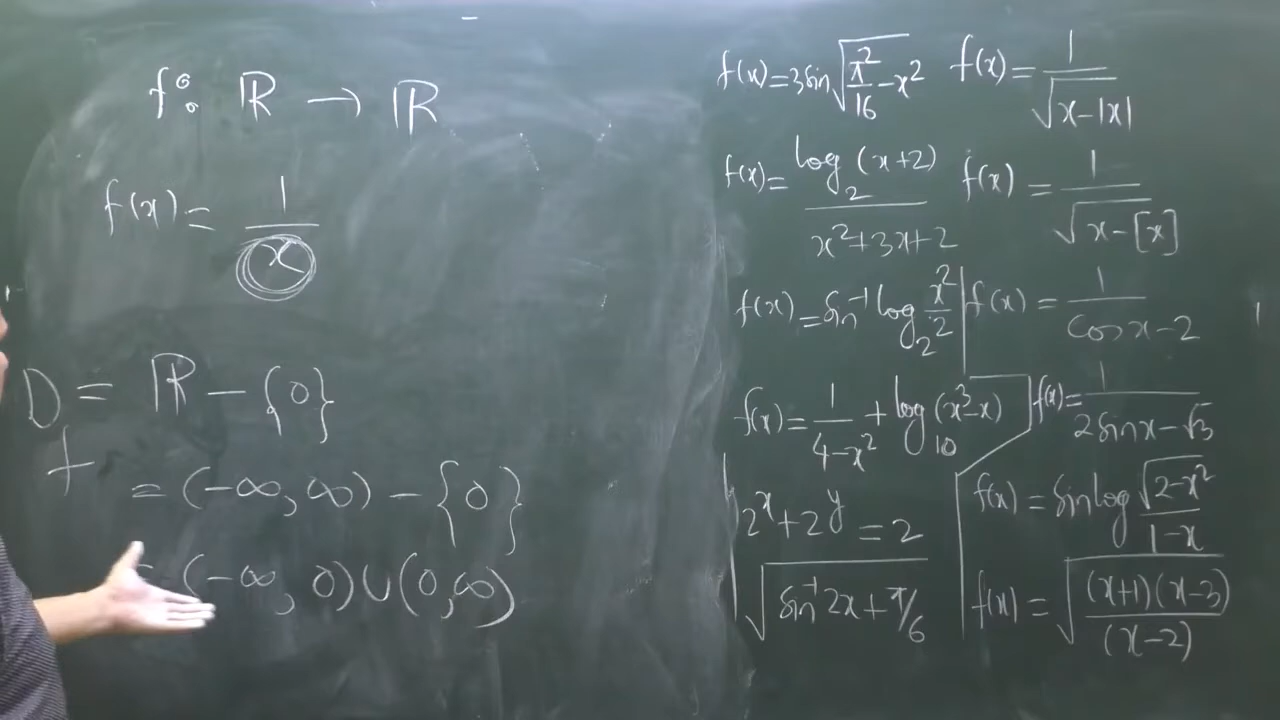 f: ℝ → ℝ
f(x) = 1/x
D_f = ℝ - {0}
= (-∞, ∞) - {0}
= (-∞, 0) ∪ (0, ∞)
f(x) = 3 sin √(π²/16 - x²)
f(x) = log₂(x+2) / (x²+3x+2)
f(x) = sin⁻¹ log₂ x²/2
f(x) = 1/(4-x²) + log₁₀(x³-x)
2ˣ + 2ʸ = 2
√(sin⁻¹ 2x + π/6)
f(x) = 1/√(x-|x|)
f(x) = 1/√(x-[x])
f(x) = 1/(cos x - 2)
f(x) = 1/(2 sin x - √3)
f(x) = sin log √(2-x²)/(1-x)
f(x) = √((x+1)(x-3)/(x-2))